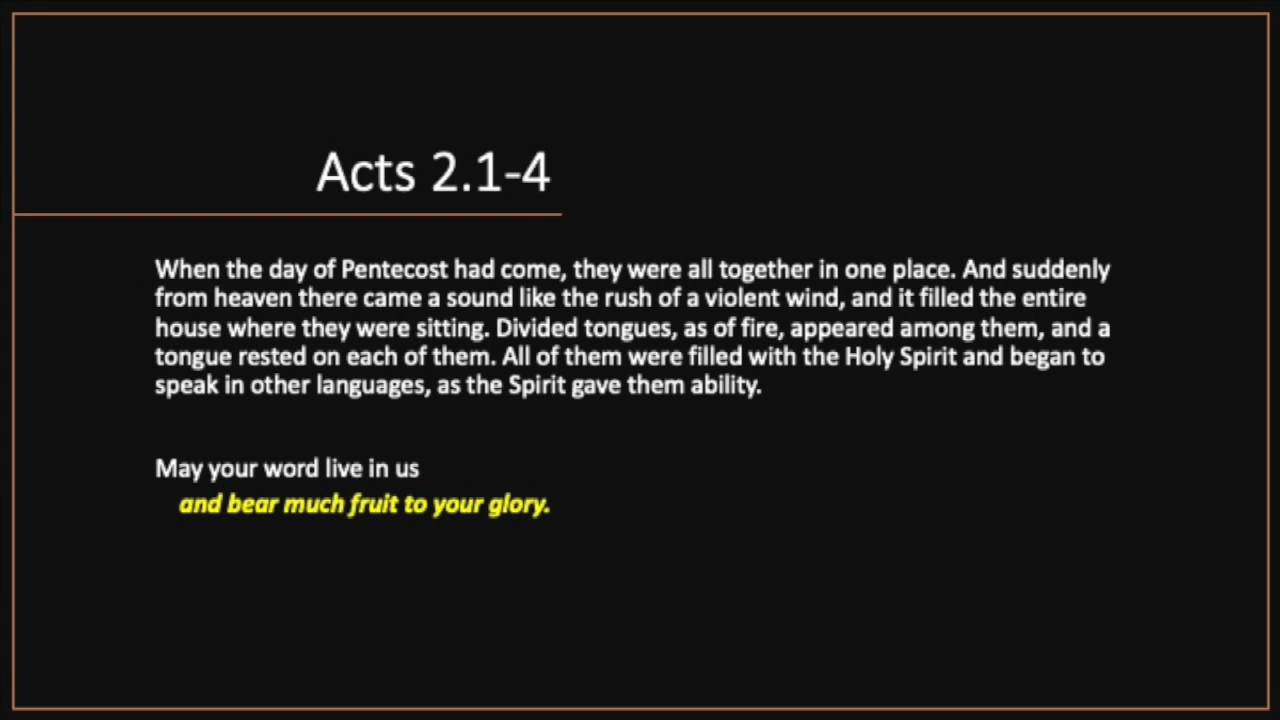 Acts 2.1-4
When the day of Pentecost had come, they were all together in one place. And suddenly
from heaven there came a sound like the rush of a violent wind, and it filled the entire
house where they were sitting. Divided tongues, as of fire, appeared among them, and a
tongue rested on each of them. All of them were filled with the Holy Spirit and began to
speak in other languages, as the Spirit gave them ability.
May your word live in us
and bear much fruit to your glory.